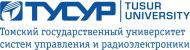 ТУСУР
TUSUR
UNIVERSITY
Томский государственный университет
систем управления и радиоэлектроники